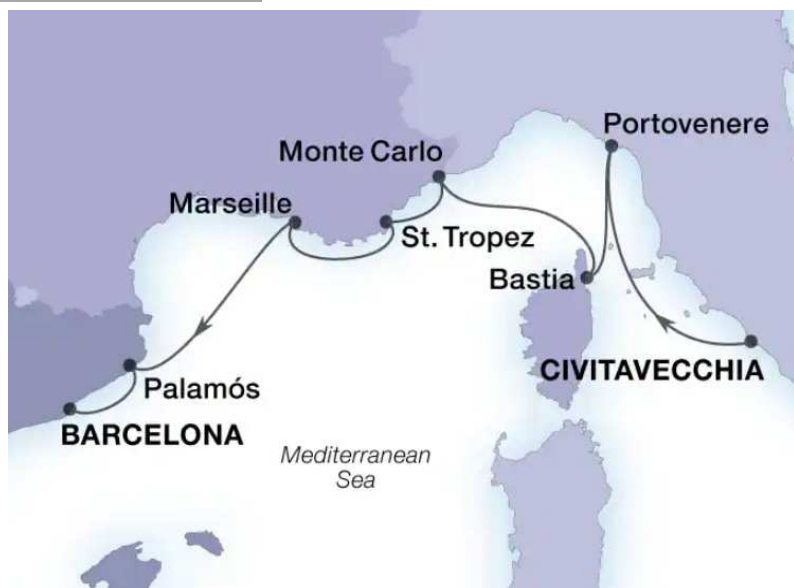 Portovenere
Monte Carlo
Marseille
St. Tropez
Bastia
CIVITAVECCHIA
Palamós
BARCELONA
Mediterranean
Sea